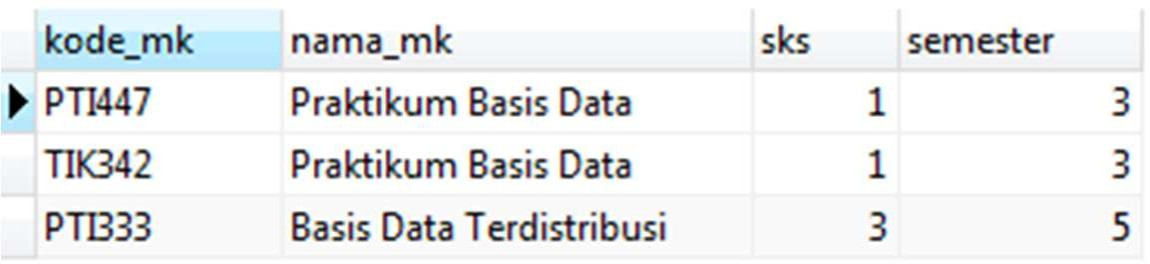 kode_mk nama_mk sks semester
PTI447 Praktikum Basis Data 1 3
TIK342 Praktikum Basis Data 1 3
PTI333 Basis Data Terdistribusi 3 5